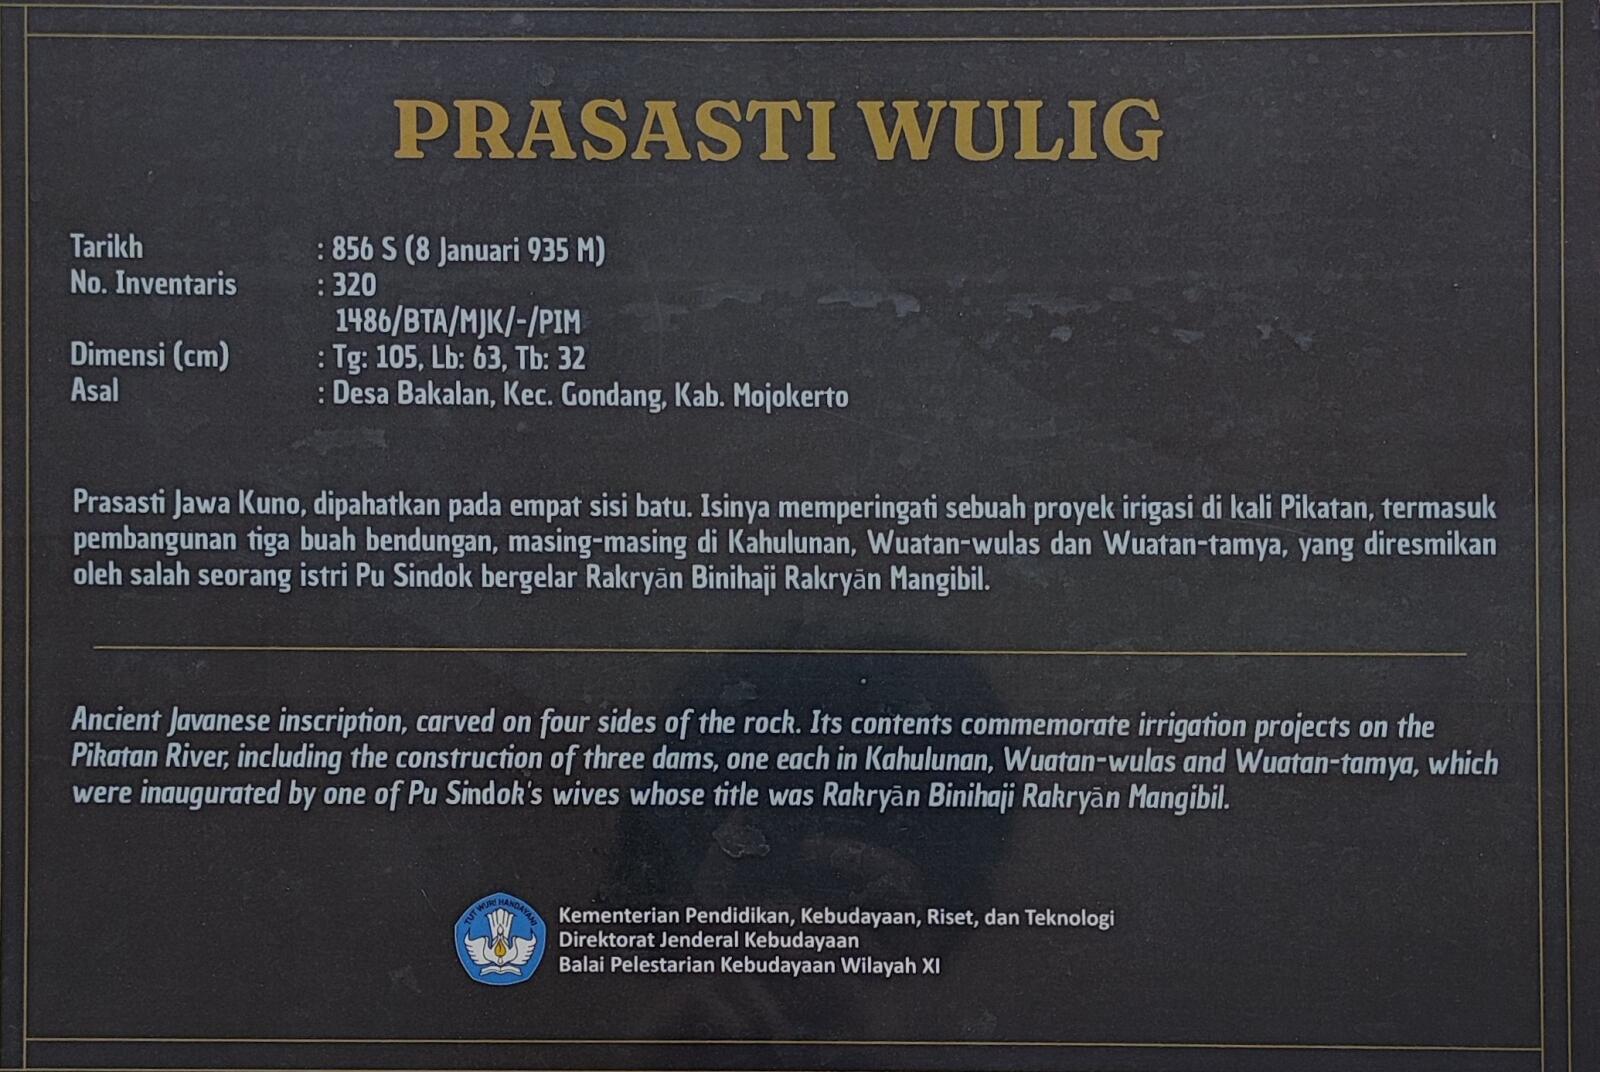 PRASASTI WULIG
Tarikh : 856 S (8 Januari 935 M)
No. Inventaris : 320
1486/BTA/MJK/-/PIM
Dimensi (cm) : Tg: 105, Lb: 63, Tb: 32
Asal : Desa Bakalan, Kec. Gondang, Kab. Mojokerto
Prasasti Jawa Kuno, dipahatkan pada empat sisi batu. Isinya memperingati sebuah proyek irigasi di kali Pikatan, termasuk
pembangunan tiga buah bendungan, masing-masing di Kahulunan, Wuatan-wulas dan Wuatan-tamya, yang diresmikan
oleh salah seorang istri Pu Sindok bergelar Rakryān Binihaji Rakryān Mangibil.
Ancient Javanese inscription, carved on four sides of the rock. Its contents commemorate irrigation projects on the
Pikatan River, including the construction of three dams, one each in Kahulunan, Wuatan-wulas and Wuatan-tamya, which
were inaugurated by one of Pu Sindok's wives whose title was Rakryān Binihaji Rakryān Mangibil.
TUT WURI HANDAYANI
Kementerian Pendidikan, Kebudayaan, Riset, dan Teknologi
Direktorat Jenderal Kebudayaan
Balai Pelestarian Kebudayaan Wilayah XI